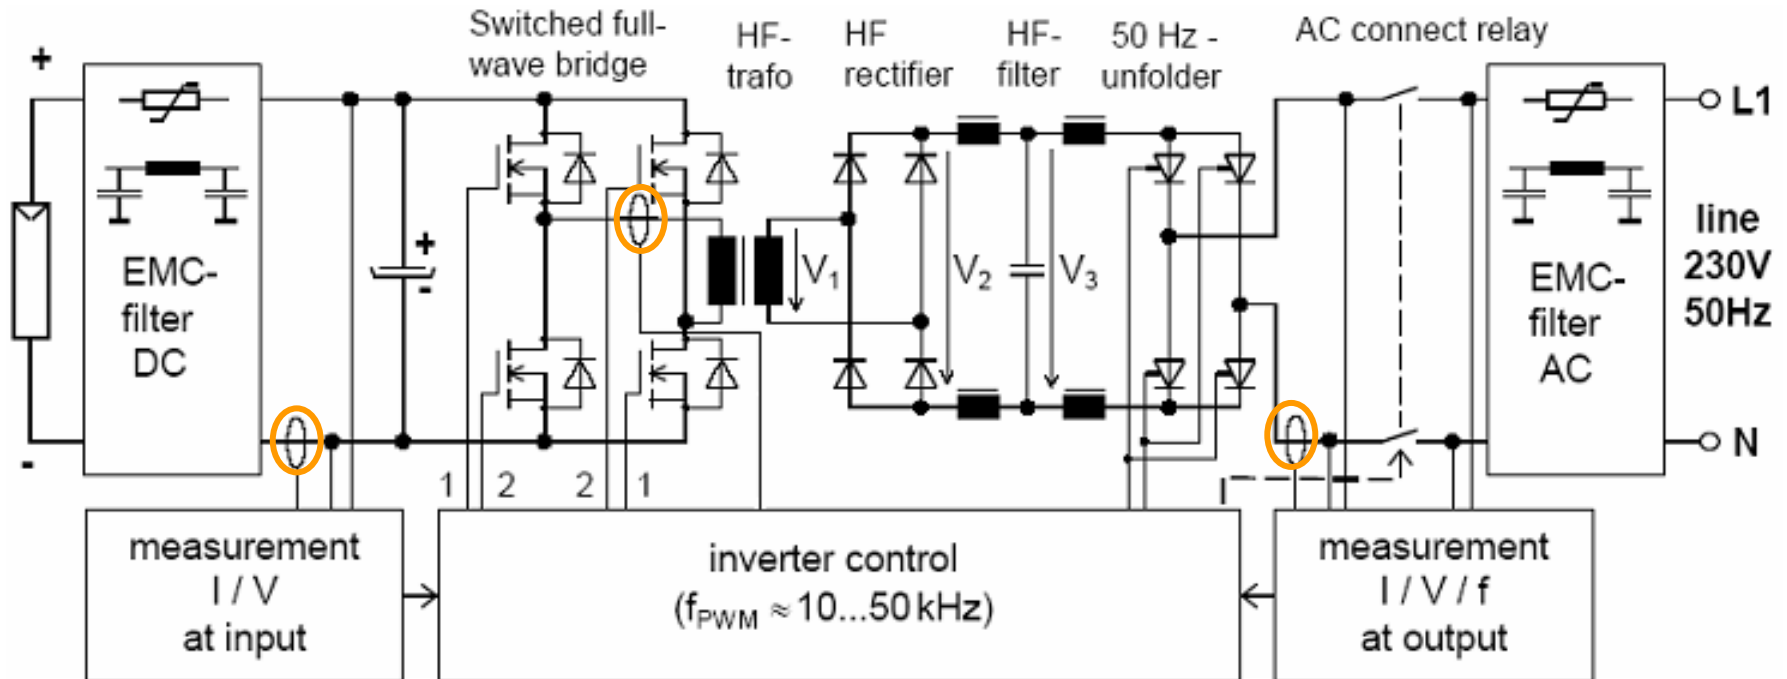 Switched full-
wave bridge
HF-
trafo
HF
rectifier
HF-
filter
50 Hz -
unfolder
AC connect relay
+
-
EMC-
filter
DC
+
-
V1
V2
V3
EMC-
filter
AC
L1
line
230V
50Hz
N
1 2 2 1
measurement
I / V
at input
inverter control
(fPWM ≈ 10...50 kHz)
measurement
I / V / f
at output